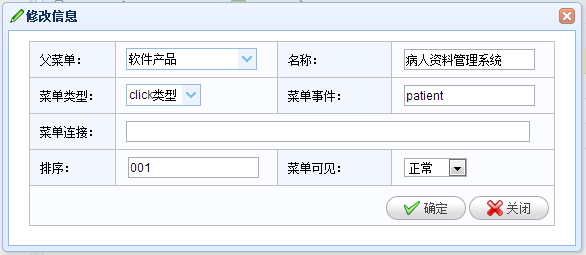 修改信息
父菜单： 软件产品 名称： 病人资料管理系统
菜单类型： click类型 菜单事件： patient
菜单连接：
排序： 001 菜单可见： 正常
确定 关闭